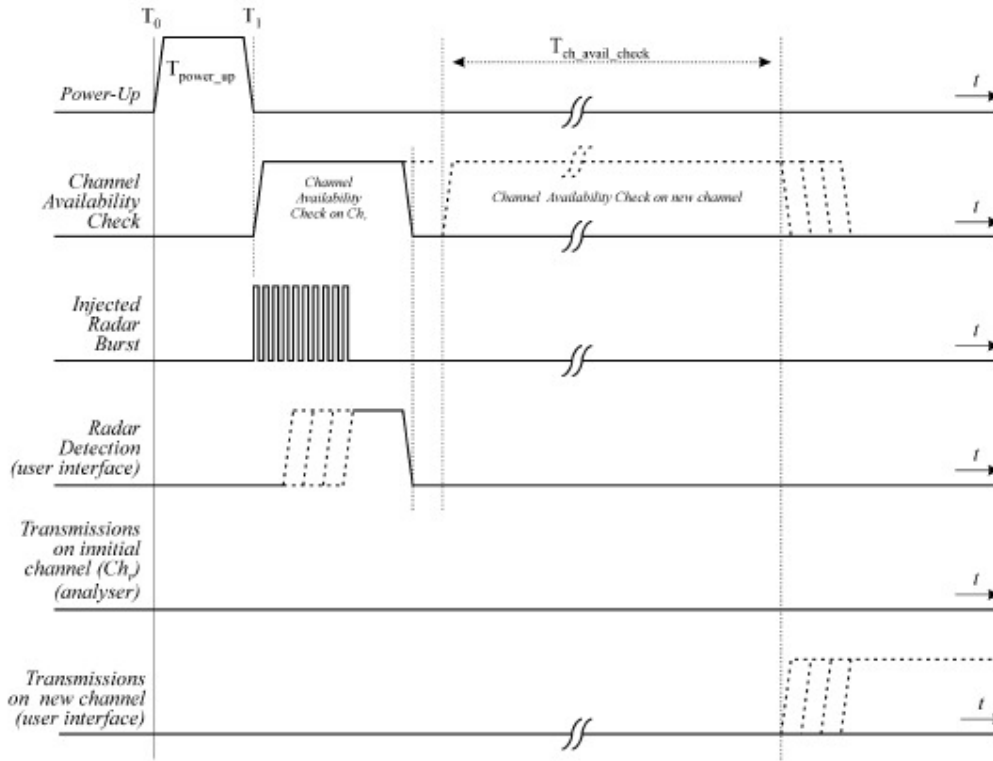 T0 T1
Tch_avail_check
Tpower_up
Power-Up
t
Channel
Availability
Check
Channel
Availability
Check on Chr
Channel Availability Check on new channel
t
Injected
Radar
Burst
t
Radar
Detection
(user interface)
t
Transmissions
on innitial
channel (Chr)
(analyser)
t
Transmissions
on new channel
(user interface)
t